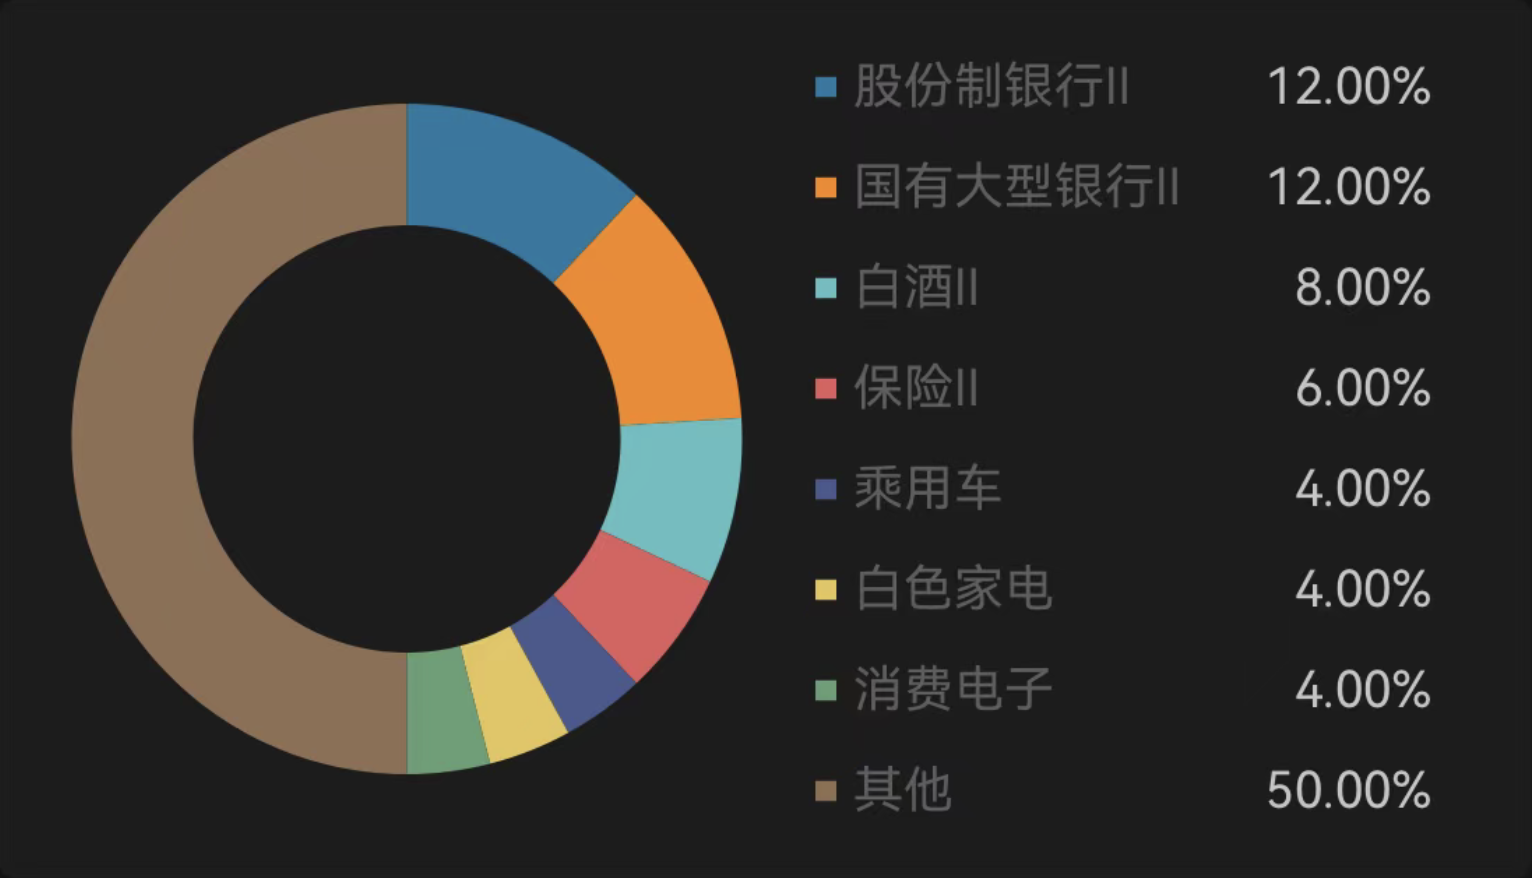 股份制银行II 12.00%
国有大型银行II 12.00%
白酒II 8.00%
保险II 6.00%
乘用车 4.00%
白色家电 4.00%
消费电子 4.00%
其他 50.00%